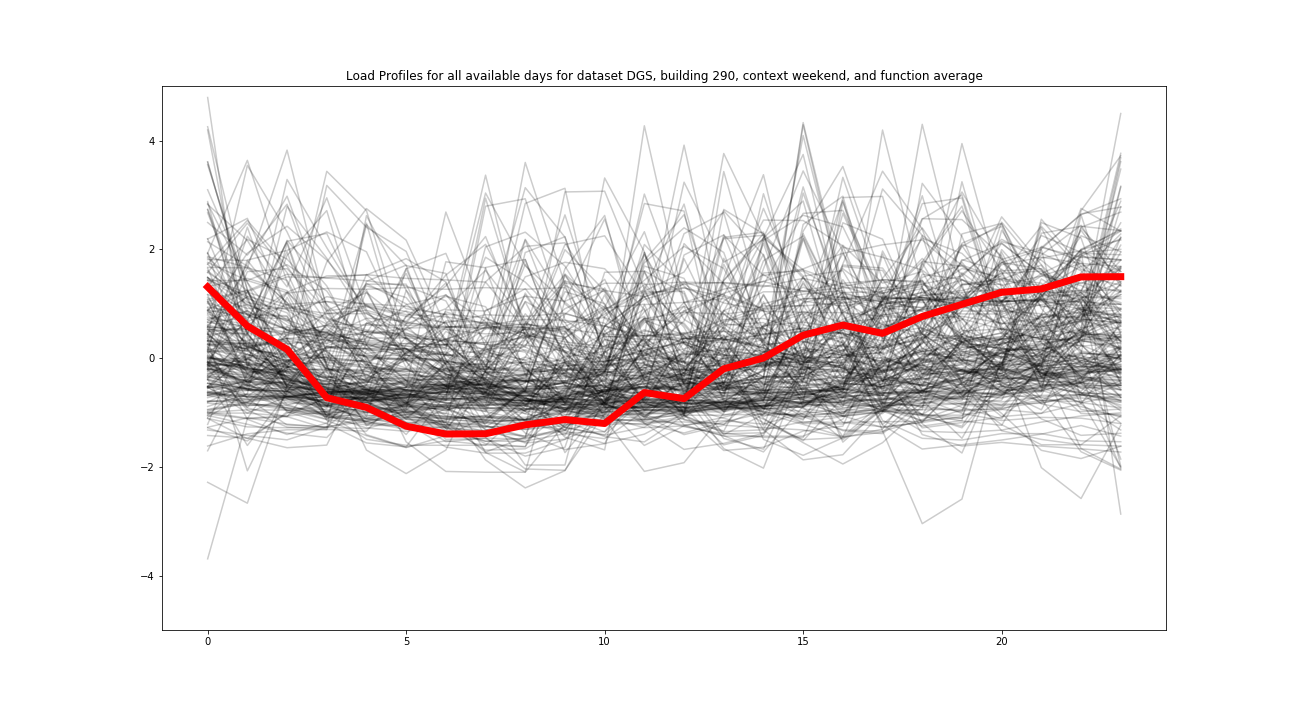 Load Profiles for all available days for dataset DGS, building 290, context weekend, and function average
4
2
0
−2
−4
0 5 10 15 20